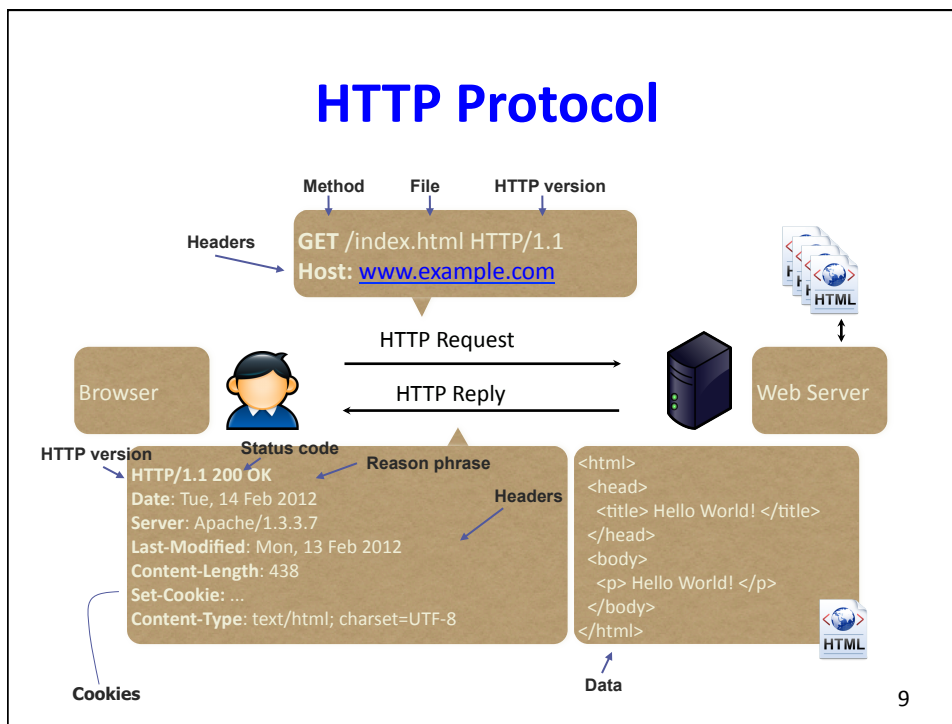 HTTP Protocol
Method File HTTP version
GET /index.html HTTP/1.1
Headers
Host: www.example.com
HTML
HTTP Request
Browser
HTTP Reply
Web Server
HTTP version
Status code
Reason phrase
HTTP/1.1 200 OK
Date: Tue, 14 Feb 2012
Headers
Server: Apache/1.3.3.7
Last-Modified: Mon, 13 Feb 2012
Content-Length: 438
Set-Cookie: ...
Content-Type: text/html; charset=UTF-8
Cookies
<html>
<head>
<title> Hello World! </title>
</head>
<body>
<p> Hello World! </p>
</body>
</html>
HTML
Data
9